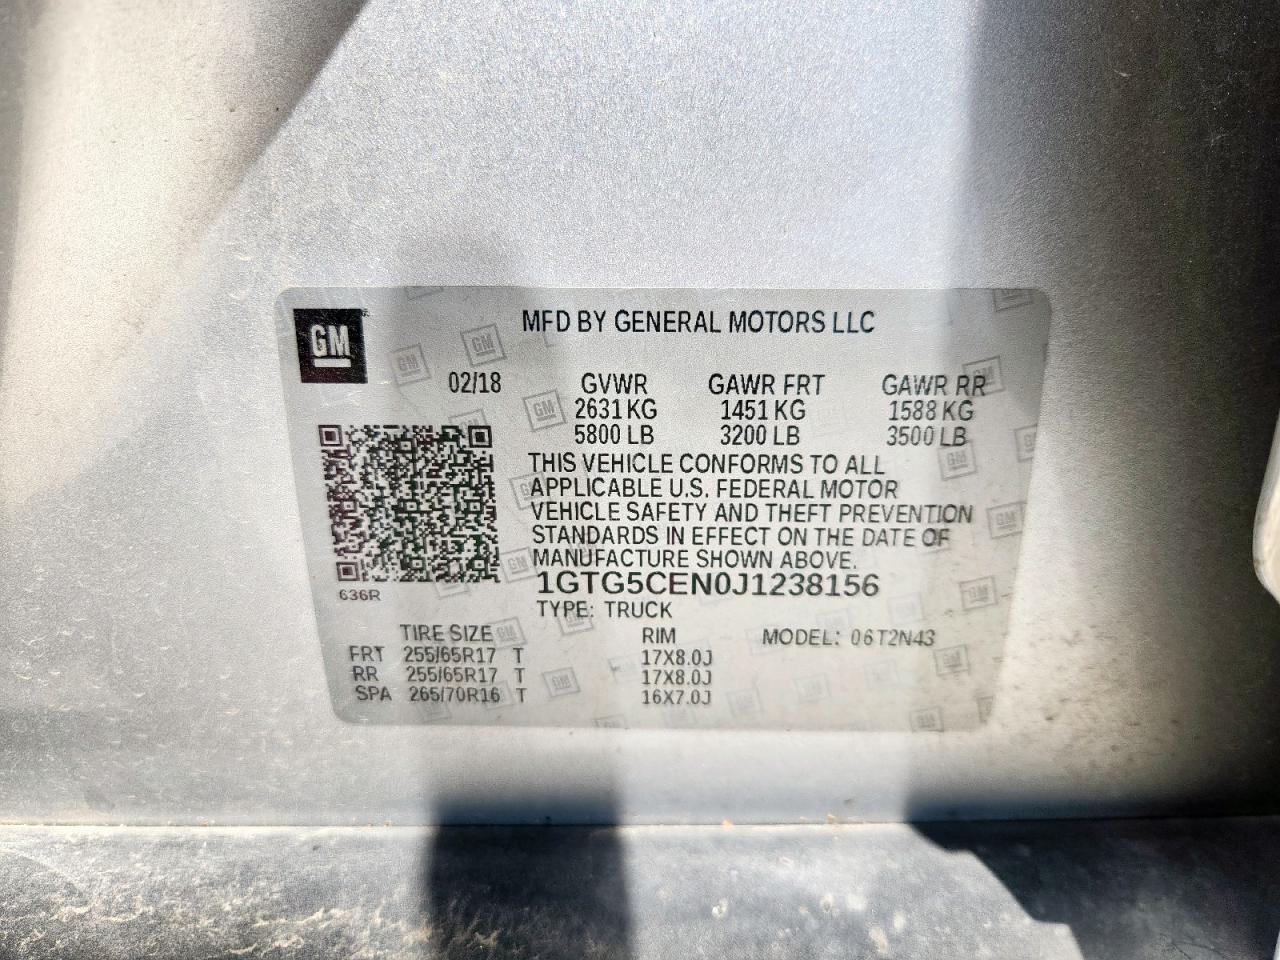 GM
MFD BY GENERAL MOTORS LLC
02/18 GVWR GAWR FRT GAWR RR
2631 KG 1451 KG 1588 KG
5800 LB 3200 LB 3500 LB
THIS VEHICLE CONFORMS TO ALL
APPLICABLE U.S. FEDERAL MOTOR
VEHICLE SAFETY AND THEFT PREVENTION
STANDARDS IN EFFECT ON THE DATE OF
MANUFACTURE SHOWN ABOVE.
1GTG5CEN0J1238156
636R
TYPE: TRUCK
TIRE SIZE RIM MODEL: 06T2N43
FRT 255/65R17 T 17X8.0J
RR 255/65R17 T 17X8.0J
SPA 265/70R16 T 16X7.0J